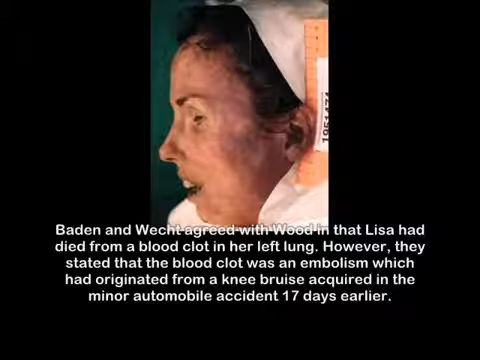 1951474
Baden and Wecht agreed with Wood in that Lisa had
died from a blood clot in her left lung. However, they
stated that the blood clot was an embolism which
had originated from a knee bruise acquired in the
minor automobile accident 17 days earlier.